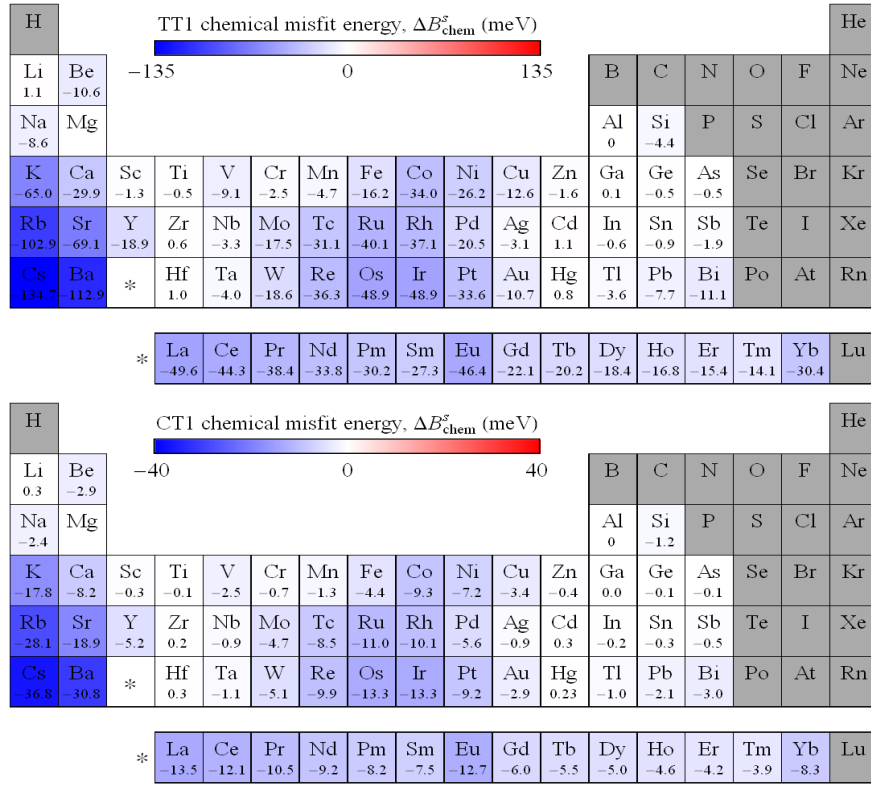 H He
TT1 chemical misfit energy, ΔB^s_chem (meV)
−135 0 135
Li Be B C N O F Ne
1.1 −10.6
Na Mg Al Si P S Cl Ar
−8.6 0 −4.4
K Ca Sc Ti V Cr Mn Fe Co Ni Cu Zn Ga Ge As Se Br Kr
−65.0 −29.9 −1.3 −0.5 −9.1 −2.5 −4.7 −16.2 −34.0 −26.2 −12.6 −1.6 0.1 −0.5 −0.5
Rb Sr Y Zr Nb Mo Tc Ru Rh Pd Ag Cd In Sn Sb Te I Xe
−102.9 −69.1 −18.9 0.6 −3.3 −17.5 −31.1 −40.1 −37.1 −20.5 −3.1 1.1 −0.6 −0.9 −1.9
Cs Ba * Hf Ta W Re Os Ir Pt Au Hg Tl Pb Bi Po At Rn
−134.7 −112.9 1.0 −4.0 −18.6 −36.3 −48.9 −48.9 −33.6 −10.7 0.8 −3.6 −7.7 −11.1
* La Ce Pr Nd Pm Sm Eu Gd Tb Dy Ho Er Tm Yb Lu
−49.6 −44.3 −38.4 −33.8 −30.2 −27.3 −46.4 −22.1 −20.2 −18.4 −16.8 −15.4 −14.1 −30.4
H He
CT1 chemical misfit energy, ΔB^s_chem (meV)
−40 0 40
Li Be B C N O F Ne
0.3 −2.9
Na Mg Al Si P S Cl Ar
−2.4 0 −1.2
K Ca Sc Ti V Cr Mn Fe Co Ni Cu Zn Ga Ge As Se Br Kr
−17.8 −8.2 −0.3 −0.1 −2.5 −0.7 −1.3 −4.4 −9.3 −7.2 −3.4 −0.4 0.0 −0.1 −0.1
Rb Sr Y Zr Nb Mo Tc Ru Rh Pd Ag Cd In Sn Sb Te I Xe
−28.1 −18.9 −5.2 0.2 −0.9 −4.7 −8.5 −11.0 −10.1 −5.6 −0.9 0.3 −0.2 −0.3 −0.5
Cs Ba * Hf Ta W Re Os Ir Pt Au Hg Tl Pb Bi Po At Rn
−36.8 −30.8 0.3 −1.1 −5.1 −9.9 −13.3 −13.3 −9.2 −2.9 0.23 −1.0 −2.1 −3.0
* La Ce Pr Nd Pm Sm Eu Gd Tb Dy Ho Er Tm Yb Lu
−13.5 −12.1 −10.5 −9.2 −8.2 −7.5 −12.7 −6.0 −5.5 −5.0 −4.6 −4.2 −3.9 −8.3